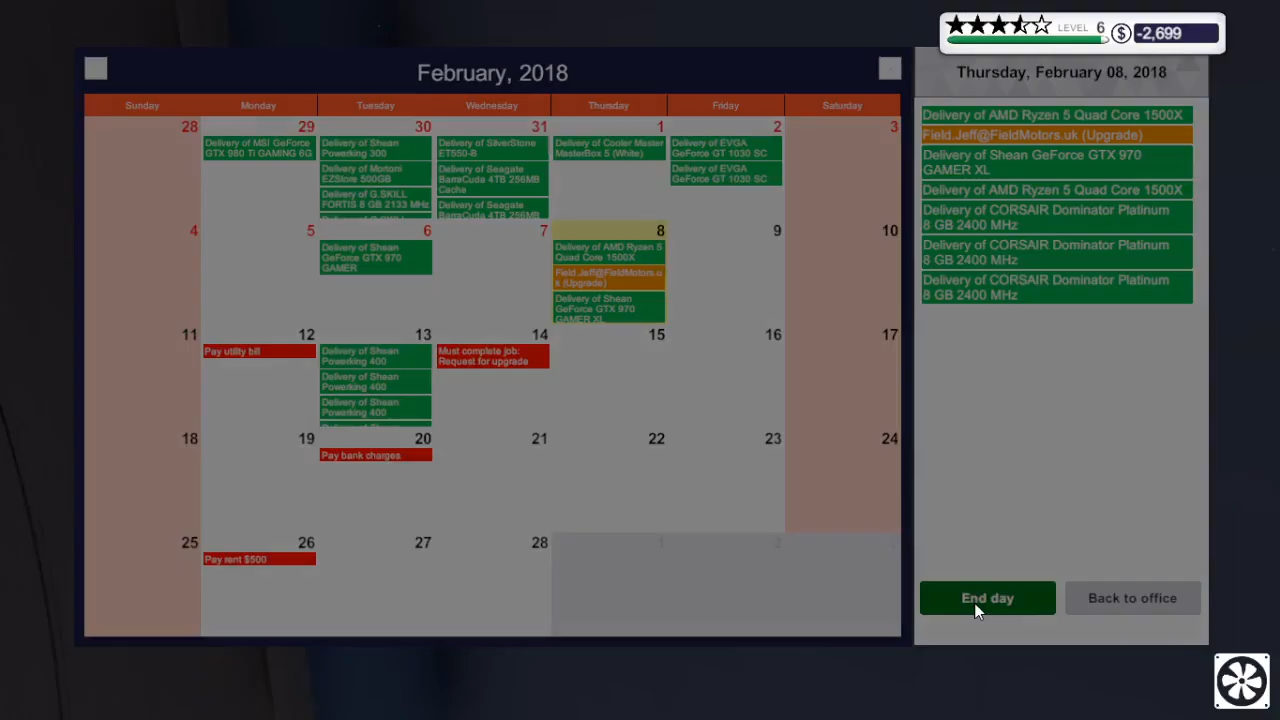 LEVEL 6
$ -2,699
February, 2018
Thursday, February 08, 2018
Sunday Monday Tuesday Wednesday Thursday Friday Saturday
28 29 30 31 1 2 3
Delivery of MSI GeForce
GTX 980 Ti GAMING 6G
Delivery of Shean
Powerking 300
Delivery of Mortoni
EZStore 500GB
Delivery of G.SKILL
FORTIS 8 GB 2133 MHz
Delivery of SilverStone
ET550-B
Delivery of Seagate
BarraCuda 4TB 256MB
Cache
Delivery of Seagate
BarraCuda 4TB 256MB
Delivery of Cooler Master
MasterBox 5 (White)
Delivery of EVGA
GeForce GT 1030 SC
Delivery of EVGA
GeForce GT 1030 SC
4 5 6 7 8 9 10
Delivery of Shean
GeForce GTX 970
GAMER
Delivery of AMD Ryzen 5
Quad Core 1500X
Field.Jeff@FieldMotors.u
k (Upgrade)
Delivery of Shean
GeForce GTX 970
GAMER XL
11 12 13 14 15 16 17
Pay utility bill
Delivery of Shean
Powerking 400
Delivery of Shean
Powerking 400
Delivery of Shean
Powerking 400
Must complete job:
Request for upgrade
18 19 20 21 22 23 24
Pay bank charges
25 26 27 28 1 2
Pay rent $500
Delivery of AMD Ryzen 5 Quad Core 1500X
Field.Jeff@FieldMotors.uk (Upgrade)
Delivery of Shean GeForce GTX 970
GAMER XL
Delivery of AMD Ryzen 5 Quad Core 1500X
Delivery of CORSAIR Dominator Platinum
8 GB 2400 MHz
Delivery of CORSAIR Dominator Platinum
8 GB 2400 MHz
Delivery of CORSAIR Dominator Platinum
8 GB 2400 MHz
End day
Back to office